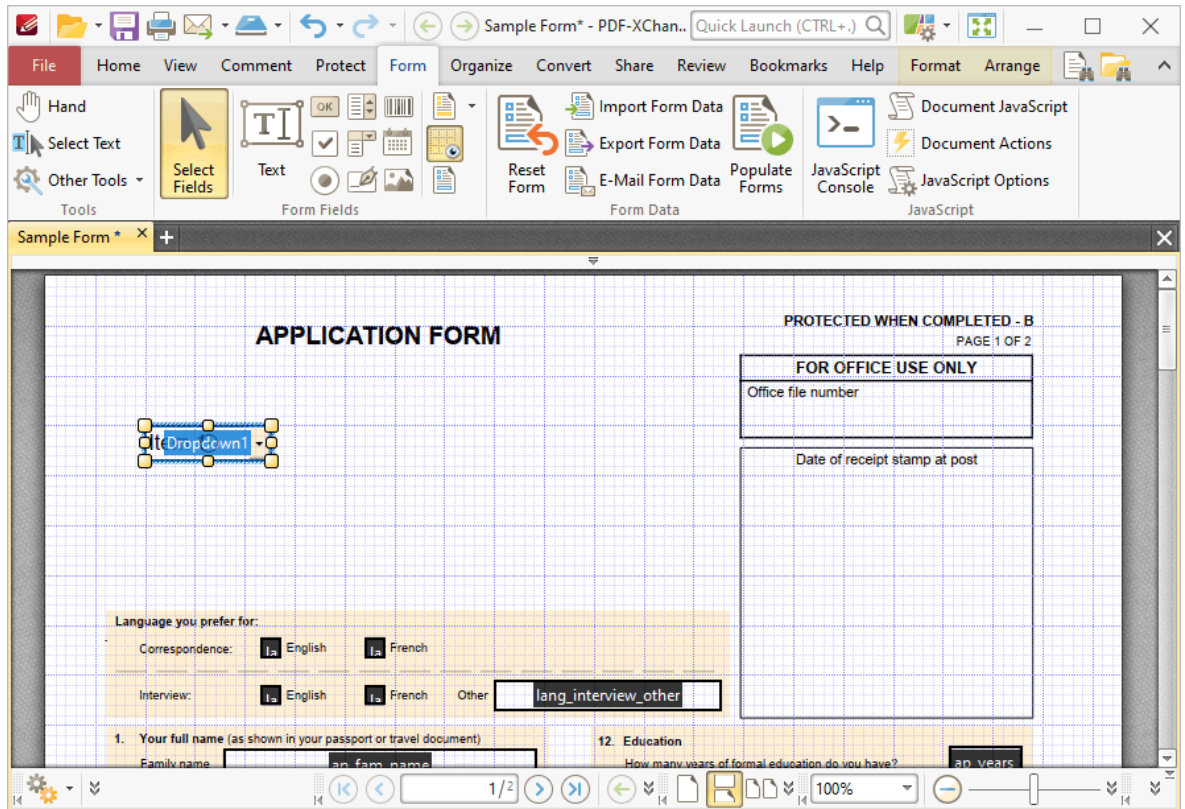 Sample Form* - PDF-XChan.. Quick Launch (CTRL+.)
File Home View Comment Protect Form Organize Convert Share Review Bookmarks Help Format Arrange
Hand
Select Text
Other Tools
Tools
Select Fields
Text
OK
Form Fields
Reset Form
Import Form Data
Export Form Data
E-Mail Form Data
Populate Forms
Form Data
JavaScript Console
Document JavaScript
Document Actions
JavaScript Options
JavaScript
Sample Form *
APPLICATION FORM
PROTECTED WHEN COMPLETED - B
PAGE 1 OF 2
FOR OFFICE USE ONLY
Office file number
Dropdown1
Date of receipt stamp at post
Language you prefer for:
Correspondence: la English la French
Interview: la English la French Other lang_interview_other
1. Your full name (as shown in your passport or travel document)
Family name ap_fam_name
12. Education
How many years of formal education do you have? ap_years
1/2
100%